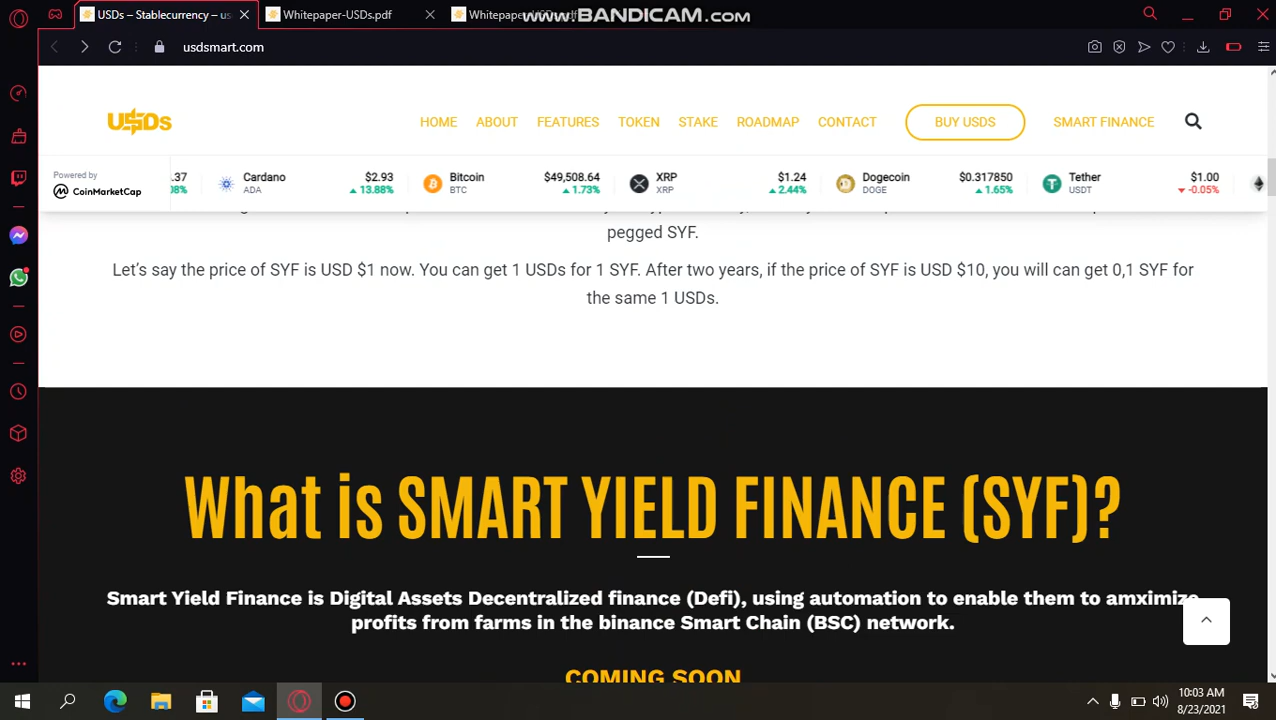 USDs – Stablecurrency – us
Whitepaper-USDs.pdf
www.BANDICAM.com
usdsmart.com
USDs
HOME
ABOUT
FEATURES
TOKEN
STAKE
ROADMAP
CONTACT
BUY USDS
SMART FINANCE
Powered by
CoinMarketCap
.37
08%
Cardano
ADA
$2.93
13.88%
Bitcoin
BTC
$49,508.64
1.73%
XRP
XRP
$1.24
2.44%
Dogecoin
DOGE
$0.317850
1.65%
Tether
USDT
$1.00
-0.05%
pegged SYF.
Let's say the price of SYF is USD $1 now. You can get 1 USDs for 1 SYF. After two years, if the price of SYF is USD $10, you will can get 0,1 SYF for
the same 1 USDs.
What is SMART YIELD FINANCE (SYF)?
Smart Yield Finance is Digital Assets Decentralized finance (Defi), using automation to enable them to amximize
profits from farms in the binance Smart Chain (BSC) network.
COMING SOON
10:03 AM
8/23/2021